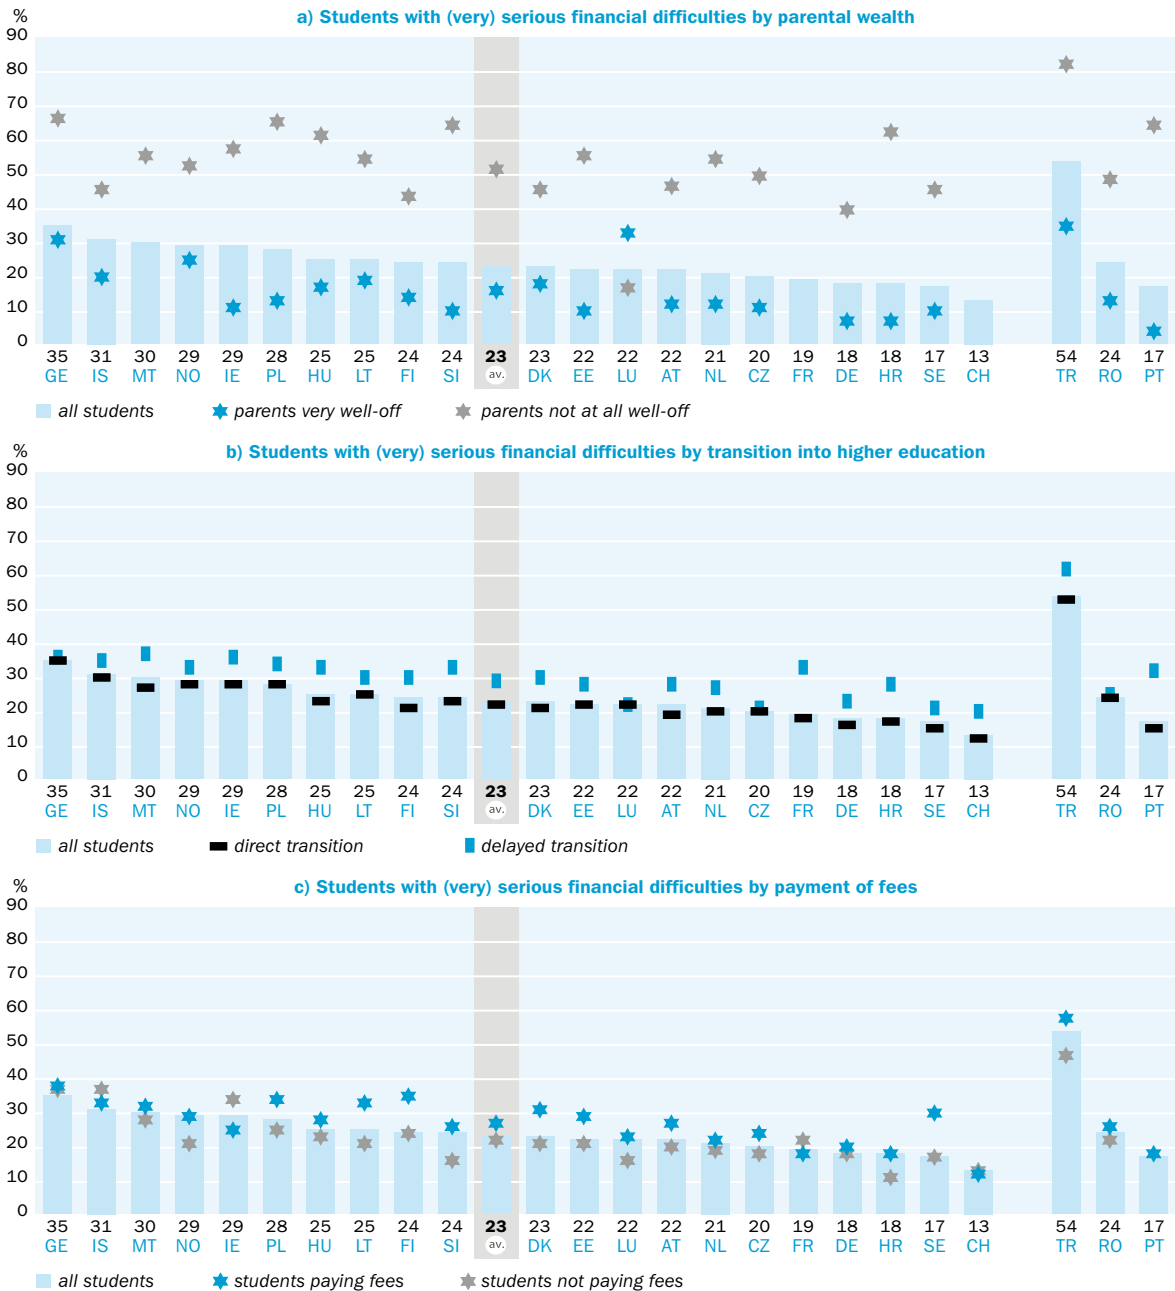 a) Students with (very) serious financial difficulties by parental wealth
%
90
80
70
60
50
40
30
20
10
0
35 31 30 29 29 28 25 25 24 24 23 23 22 22 22 21 20 19 18 18 17 13 54 24 17
GE IS MT NO IE PL HU LT FI SI av. DK EE LU AT NL CZ FR DE HR SE CH TR RO PT
all students parents very well-off parents not at all well-off
b) Students with (very) serious financial difficulties by transition into higher education
%
90
80
70
60
50
40
30
20
10
0
35 31 30 29 29 28 25 25 24 24 23 23 22 22 22 21 20 19 18 18 17 13 54 24 17
GE IS MT NO IE PL HU LT FI SI av. DK EE LU AT NL CZ FR DE HR SE CH TR RO PT
all students direct transition delayed transition
c) Students with (very) serious financial difficulties by payment of fees
%
90
80
70
60
50
40
30
20
10
0
35 31 30 29 29 28 25 25 24 24 23 23 22 22 22 21 20 19 18 18 17 13 54 24 17
GE IS MT NO IE PL HU LT FI SI av. DK EE LU AT NL CZ FR DE HR SE CH TR RO PT
all students students paying fees students not paying fees